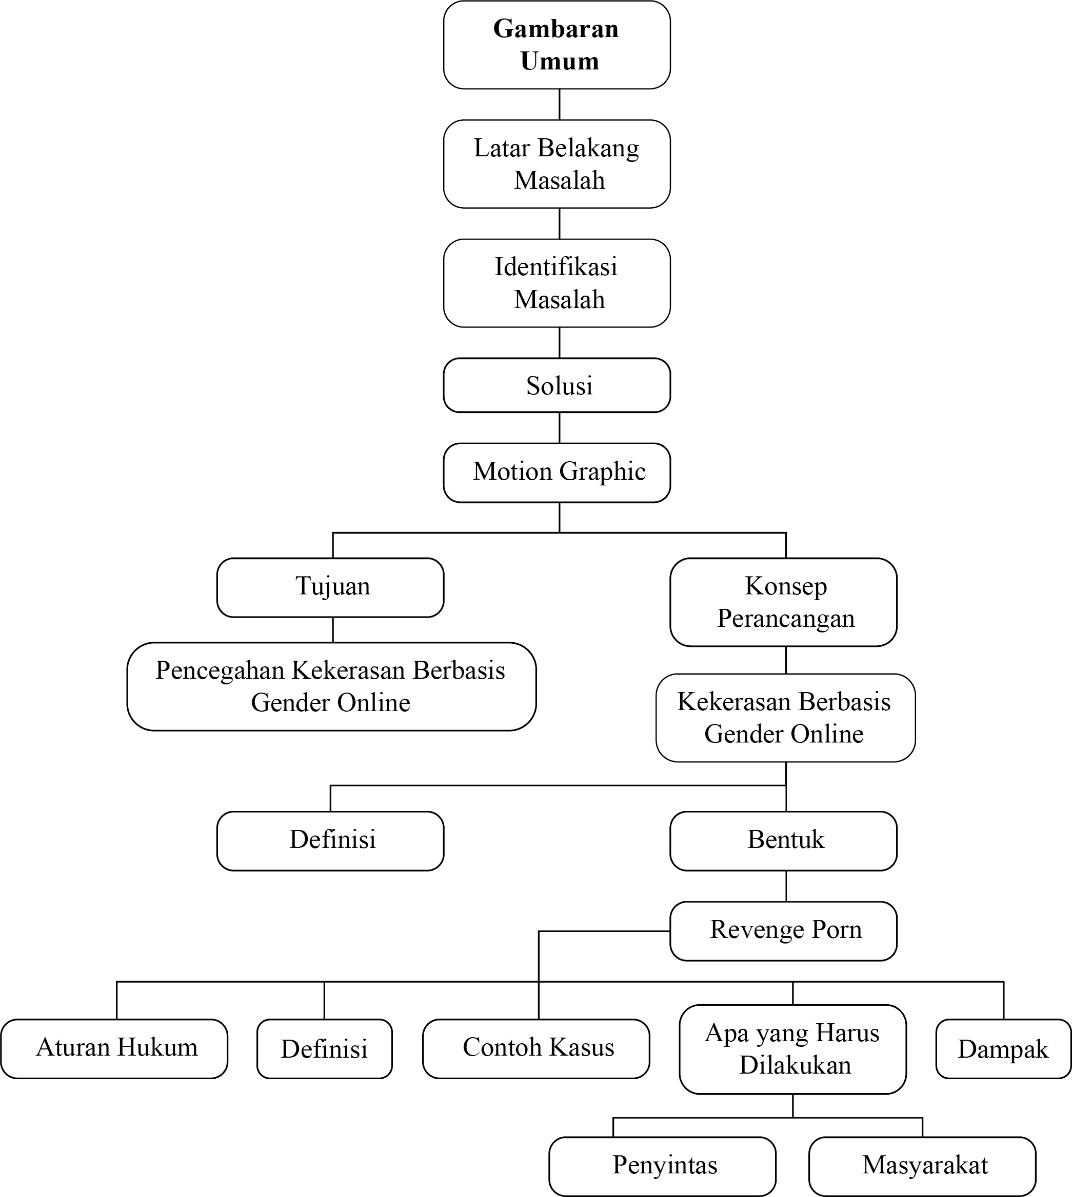 Gambaran
Umum
Latar Belakang
Masalah
Identifikasi
Masalah
Solusi
Motion Graphic
Tujuan
Konsep
Perancangan
Pencegahan Kekerasan Berbasis
Gender Online
Kekerasan Berbasis
Gender Online
Definisi
Bentuk
Revenge Porn
Aturan Hukum
Definisi
Contoh Kasus
Apa yang Harus
Dilakukan
Dampak
Penyintas
Masyarakat